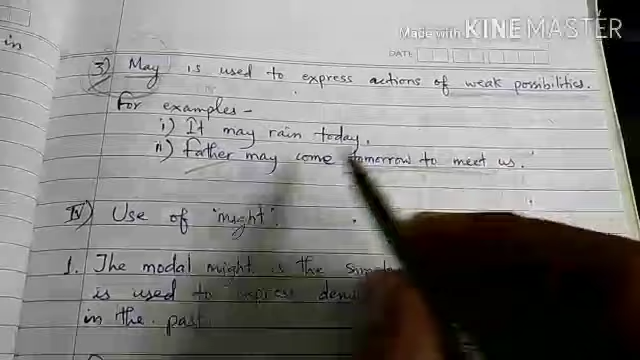 Made with KINEMASTER
in
DATE
3) May is used to express actions of weak possibilities.
For examples-
i) It may rain today.
ii) Father may come tomorrow to meet us.
IV) Use of "might".
1. The modal might is the
is used to express
in the past